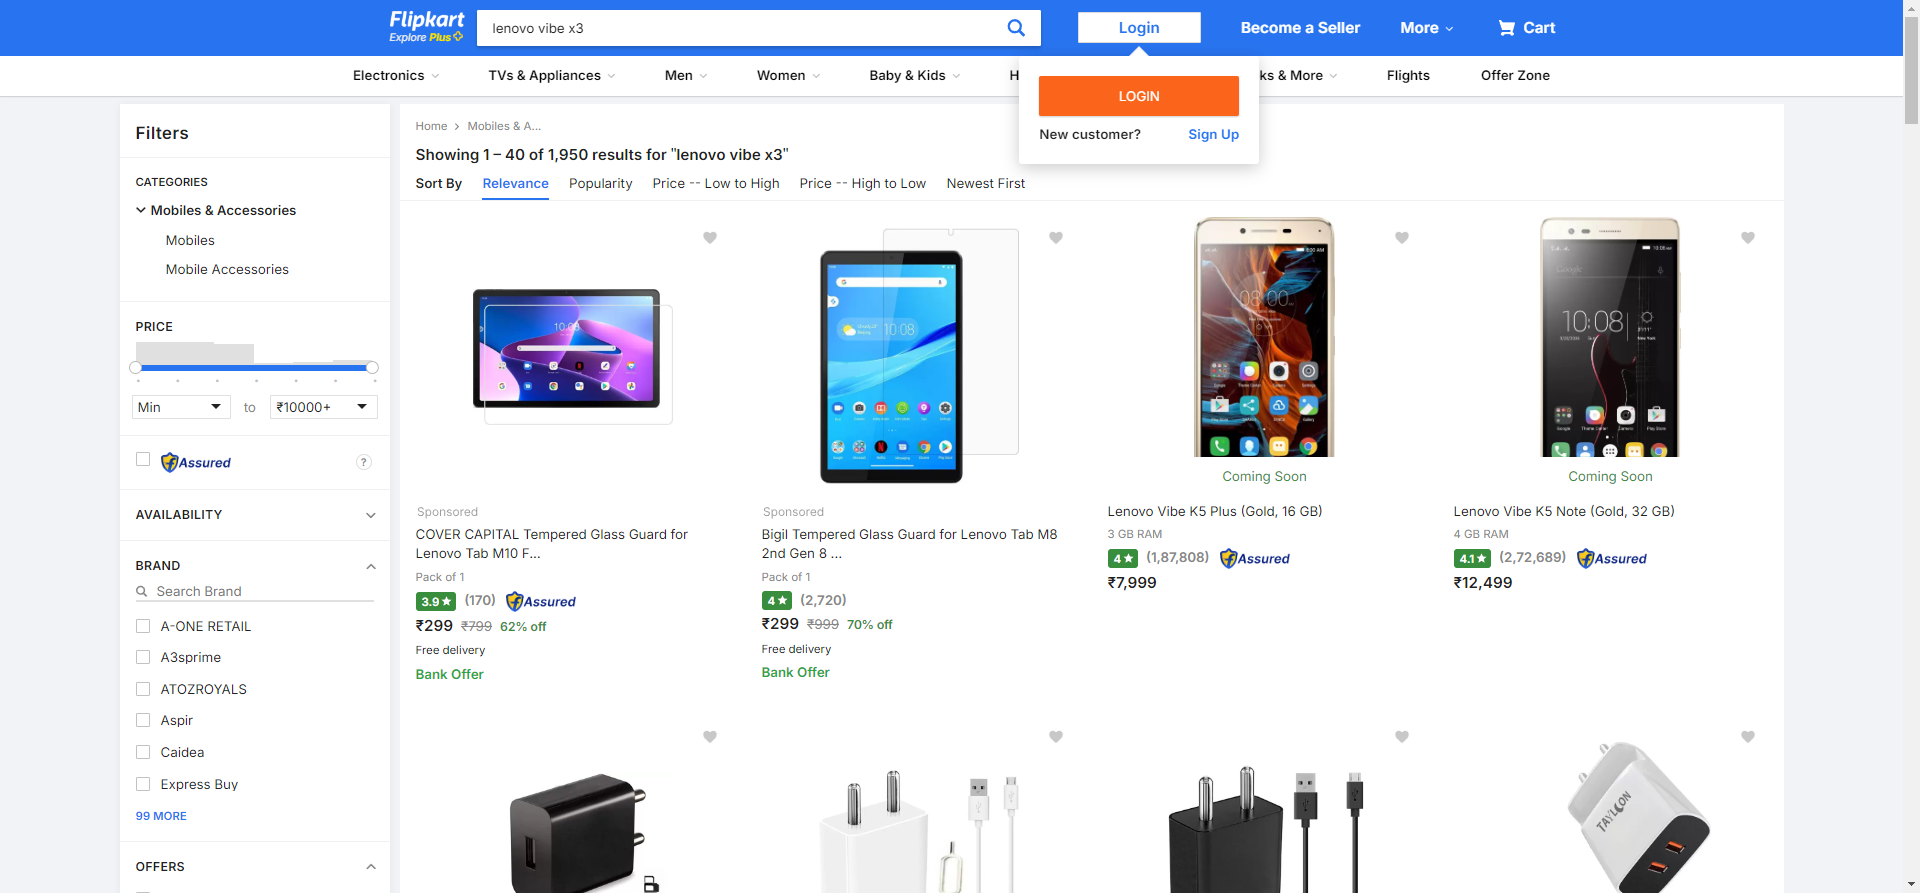 Flipkart
Explore Plus
lenovo vibe x3
Login
Become a Seller
More
Cart
Electronics
TVs & Appliances
Men
Women
Baby & Kids
H
ks & More
Flights
Offer Zone
LOGIN
New customer?
Sign Up
Filters
CATEGORIES
Mobiles & Accessories
Mobiles
Mobile Accessories
PRICE
Min
to
₹10000+
Assured
?
AVAILABILITY
BRAND
Search Brand
A-ONE RETAIL
A3sprime
ATOZROYALS
Aspir
Caidea
Express Buy
99 MORE
OFFERS
Home
Mobiles & A...
Showing 1 – 40 of 1,950 results for "lenovo vibe x3"
Sort By
Relevance
Popularity
Price -- Low to High
Price -- High to Low
Newest First
10:08
Sponsored
COVER CAPITAL Tempered Glass Guard for
Lenovo Tab M10 F...
Pack of 1
3.9
(170)
Assured
₹299 ₹799 62% off
Free delivery
Bank Offer
10:08
Sponsored
Bigil Tempered Glass Guard for Lenovo Tab M8
2nd Gen 8 ...
Pack of 1
4
(2,720)
₹299 ₹999 70% off
Free delivery
Bank Offer
08:00
Coming Soon
Lenovo Vibe K5 Plus (Gold, 16 GB)
3 GB RAM
4
(1,87,808)
Assured
₹7,999
Google
10:08
Coming Soon
Lenovo Vibe K5 Note (Gold, 32 GB)
4 GB RAM
4.1
(2,72,689)
Assured
₹12,499